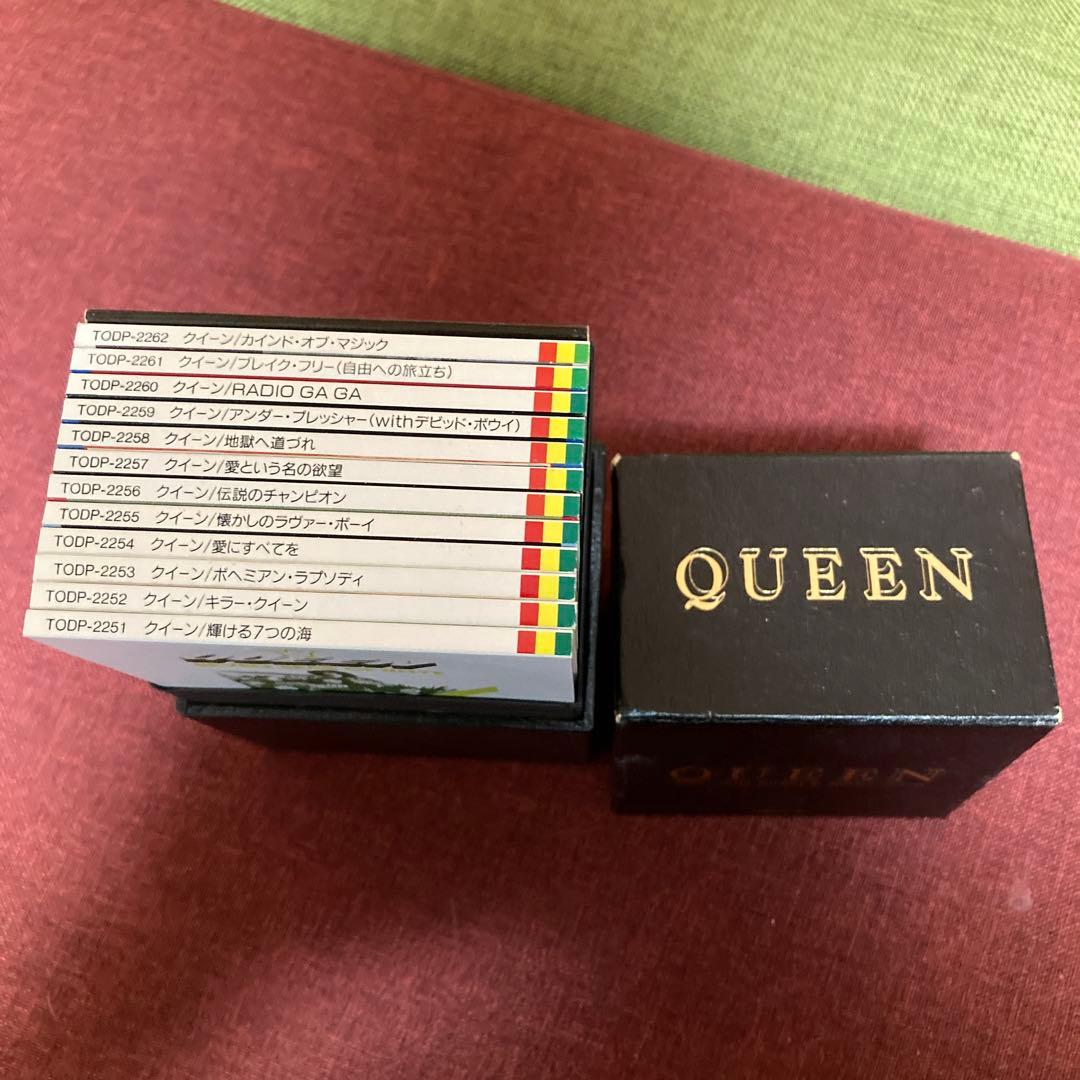 TODP-2262 クイーン/カインド・オブ・マジック
TODP-2261 クイーン/ブレイク・フリー(自由への旅立ち)
TODP-2260 クイーン/RADIO GA GA
TODP-2259 クイーン/アンダー・プレッシャー(withデビッド・ボウイ)
TODP-2258 クイーン/地獄へ道づれ
TODP-2257 クイーン/愛という名の欲望
TODP-2256 クイーン/伝説のチャンピオン
TODP-2255 クイーン/懐かしのラヴァー・ボーイ
TODP-2254 クイーン/愛にすべてを
TODP-2253 クイーン/ボヘミアン・ラプソディ
TODP-2252 クイーン/キラー・クイーン
TODP-2251 クイーン/輝ける7つの海
QUEEN
QUEEN